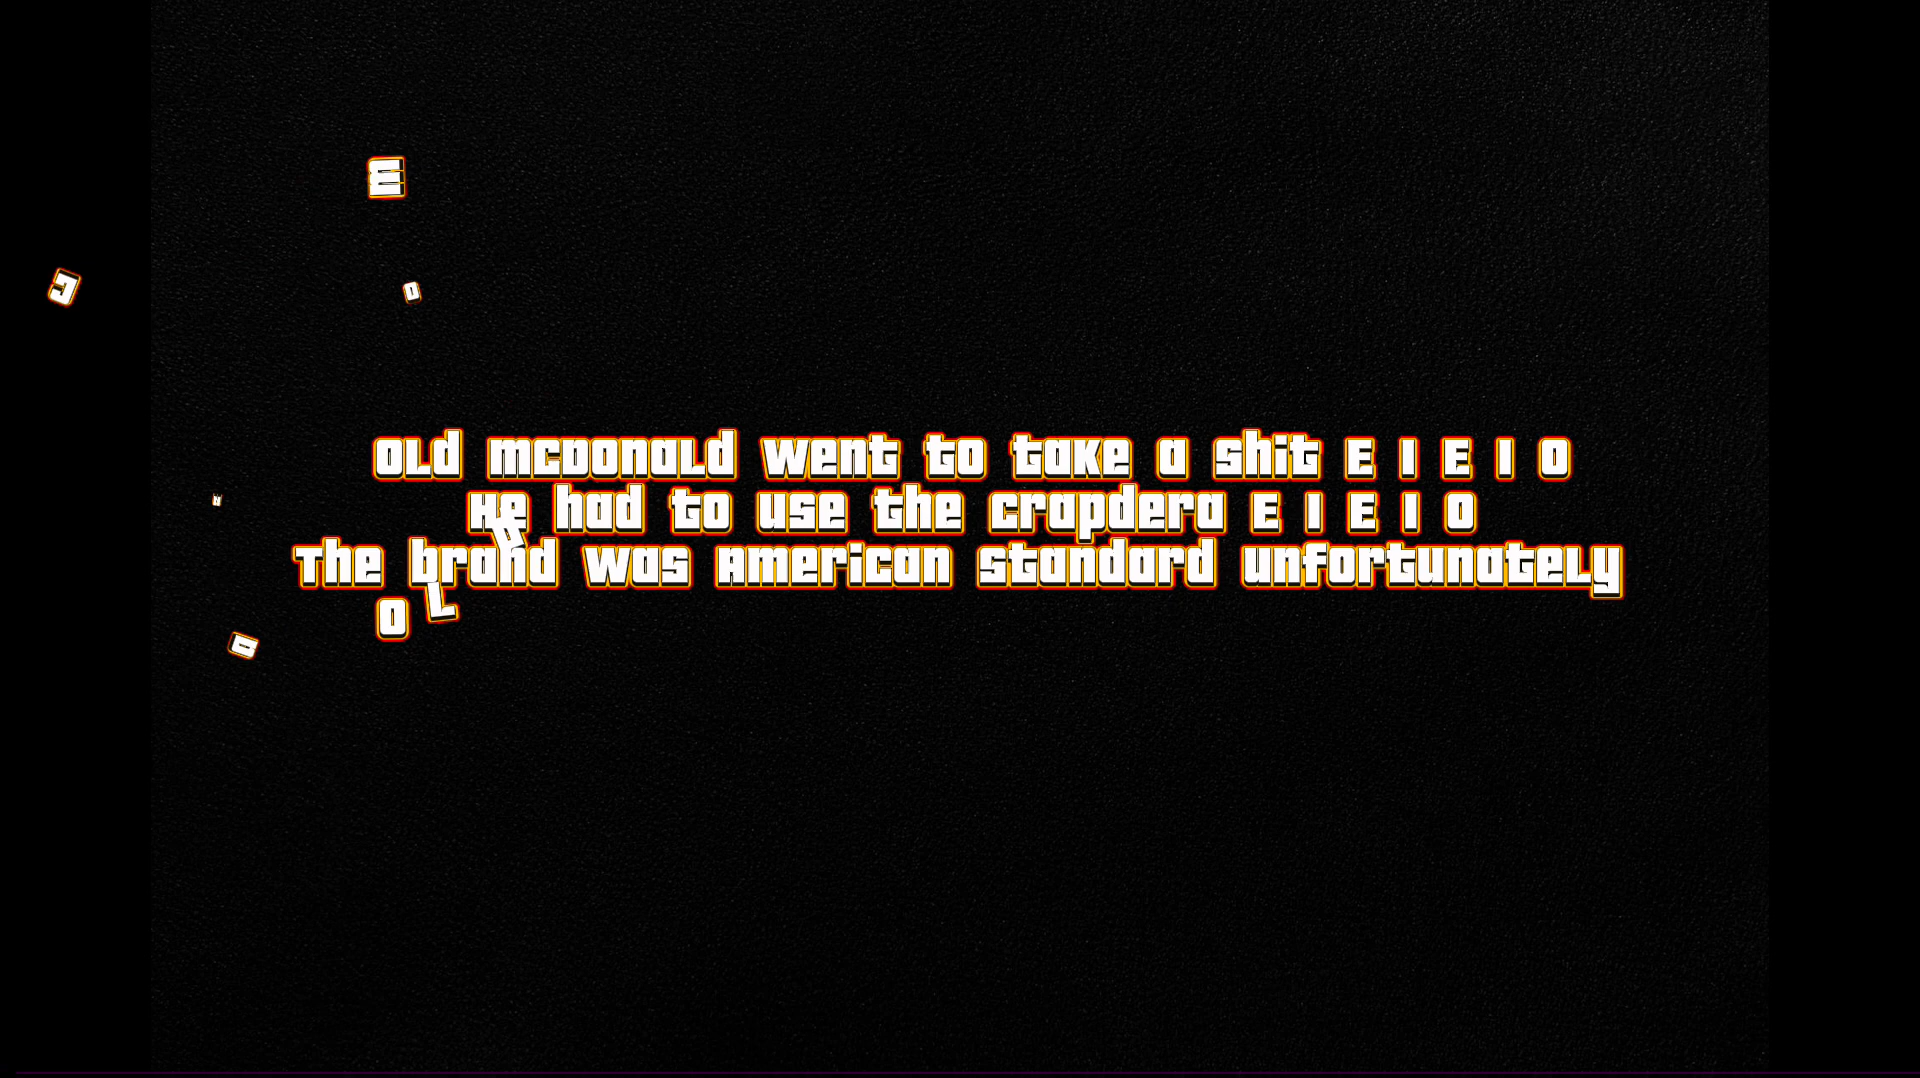 Old mcdonald went to take a shit E I E I O
He had to use the crapdera E I E I O
The brand was American standard unfortunately